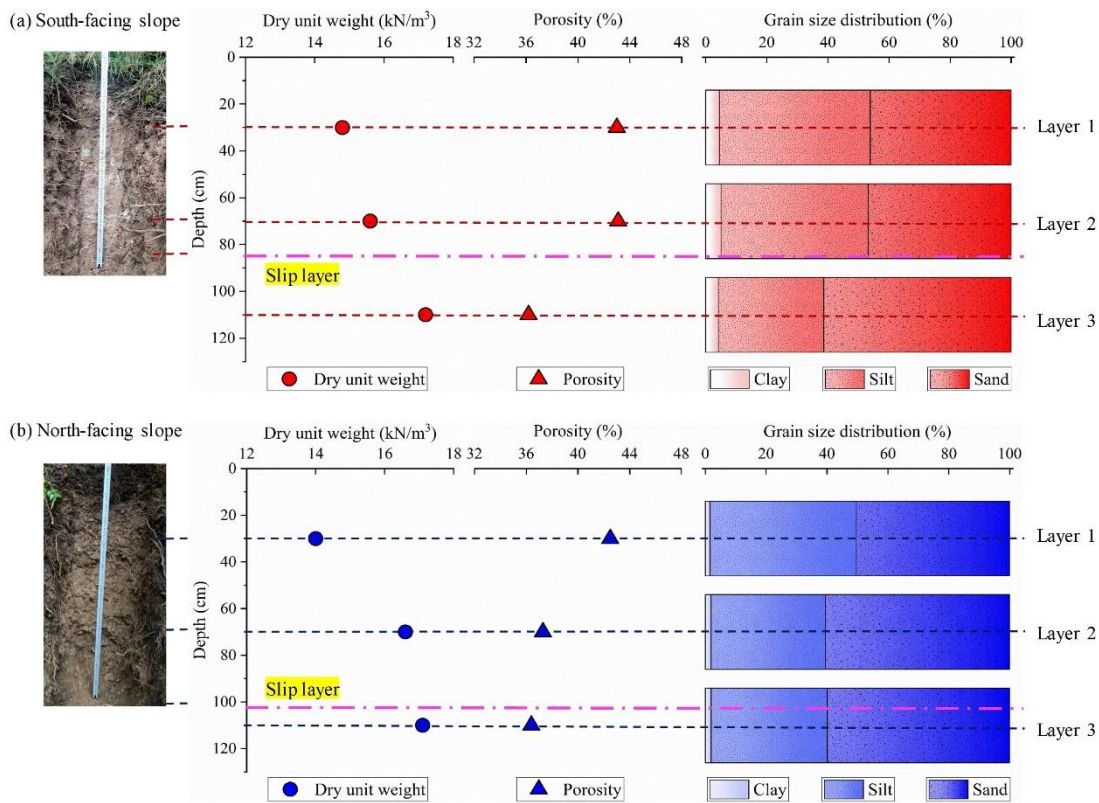 (a) South-facing slope
Dry unit weight (kN/m³)
Porosity (%)
Grain size distribution (%)
12 14 16 18
32 36 40 44 48
0 20 40 60 80 100
Depth (cm)
0
20
40
60
80
100
120
Layer 1
Layer 2
Slip layer
Layer 3
Dry unit weight
Porosity
Clay
Silt
Sand
(b) North-facing slope
Dry unit weight (kN/m³)
Porosity (%)
Grain size distribution (%)
12 14 16 18
32 36 40 44 48
0 20 40 60 80 100
Depth (cm)
0
20
40
60
80
100
120
Layer 1
Layer 2
Slip layer
Layer 3
Dry unit weight
Porosity
Clay
Silt
Sand